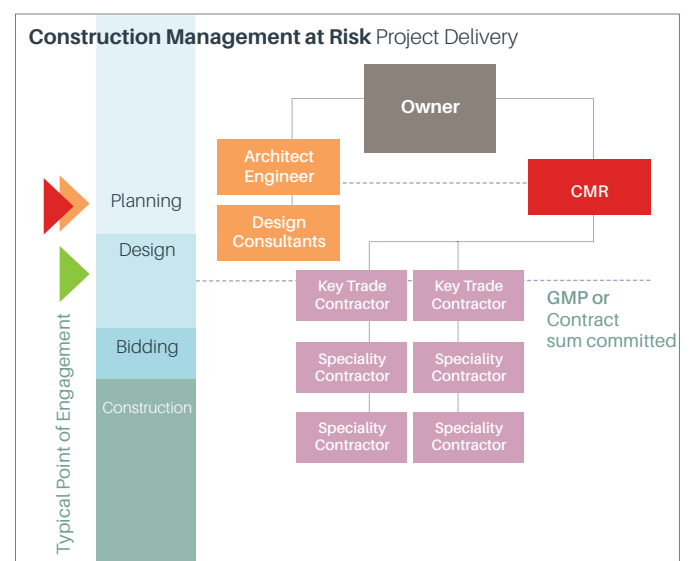 Construction Management at Risk Project Delivery
Owner
Architect
Engineer
CMR
Planning
Design
Consultants
Design
Key Trade
Contractor
Key Trade
Contractor
GMP or
Contract
sum committed
Bidding
Speciality
Contractor
Speciality
Contractor
Construction
Speciality
Contractor
Speciality
Contractor
Typical Point of Engagement